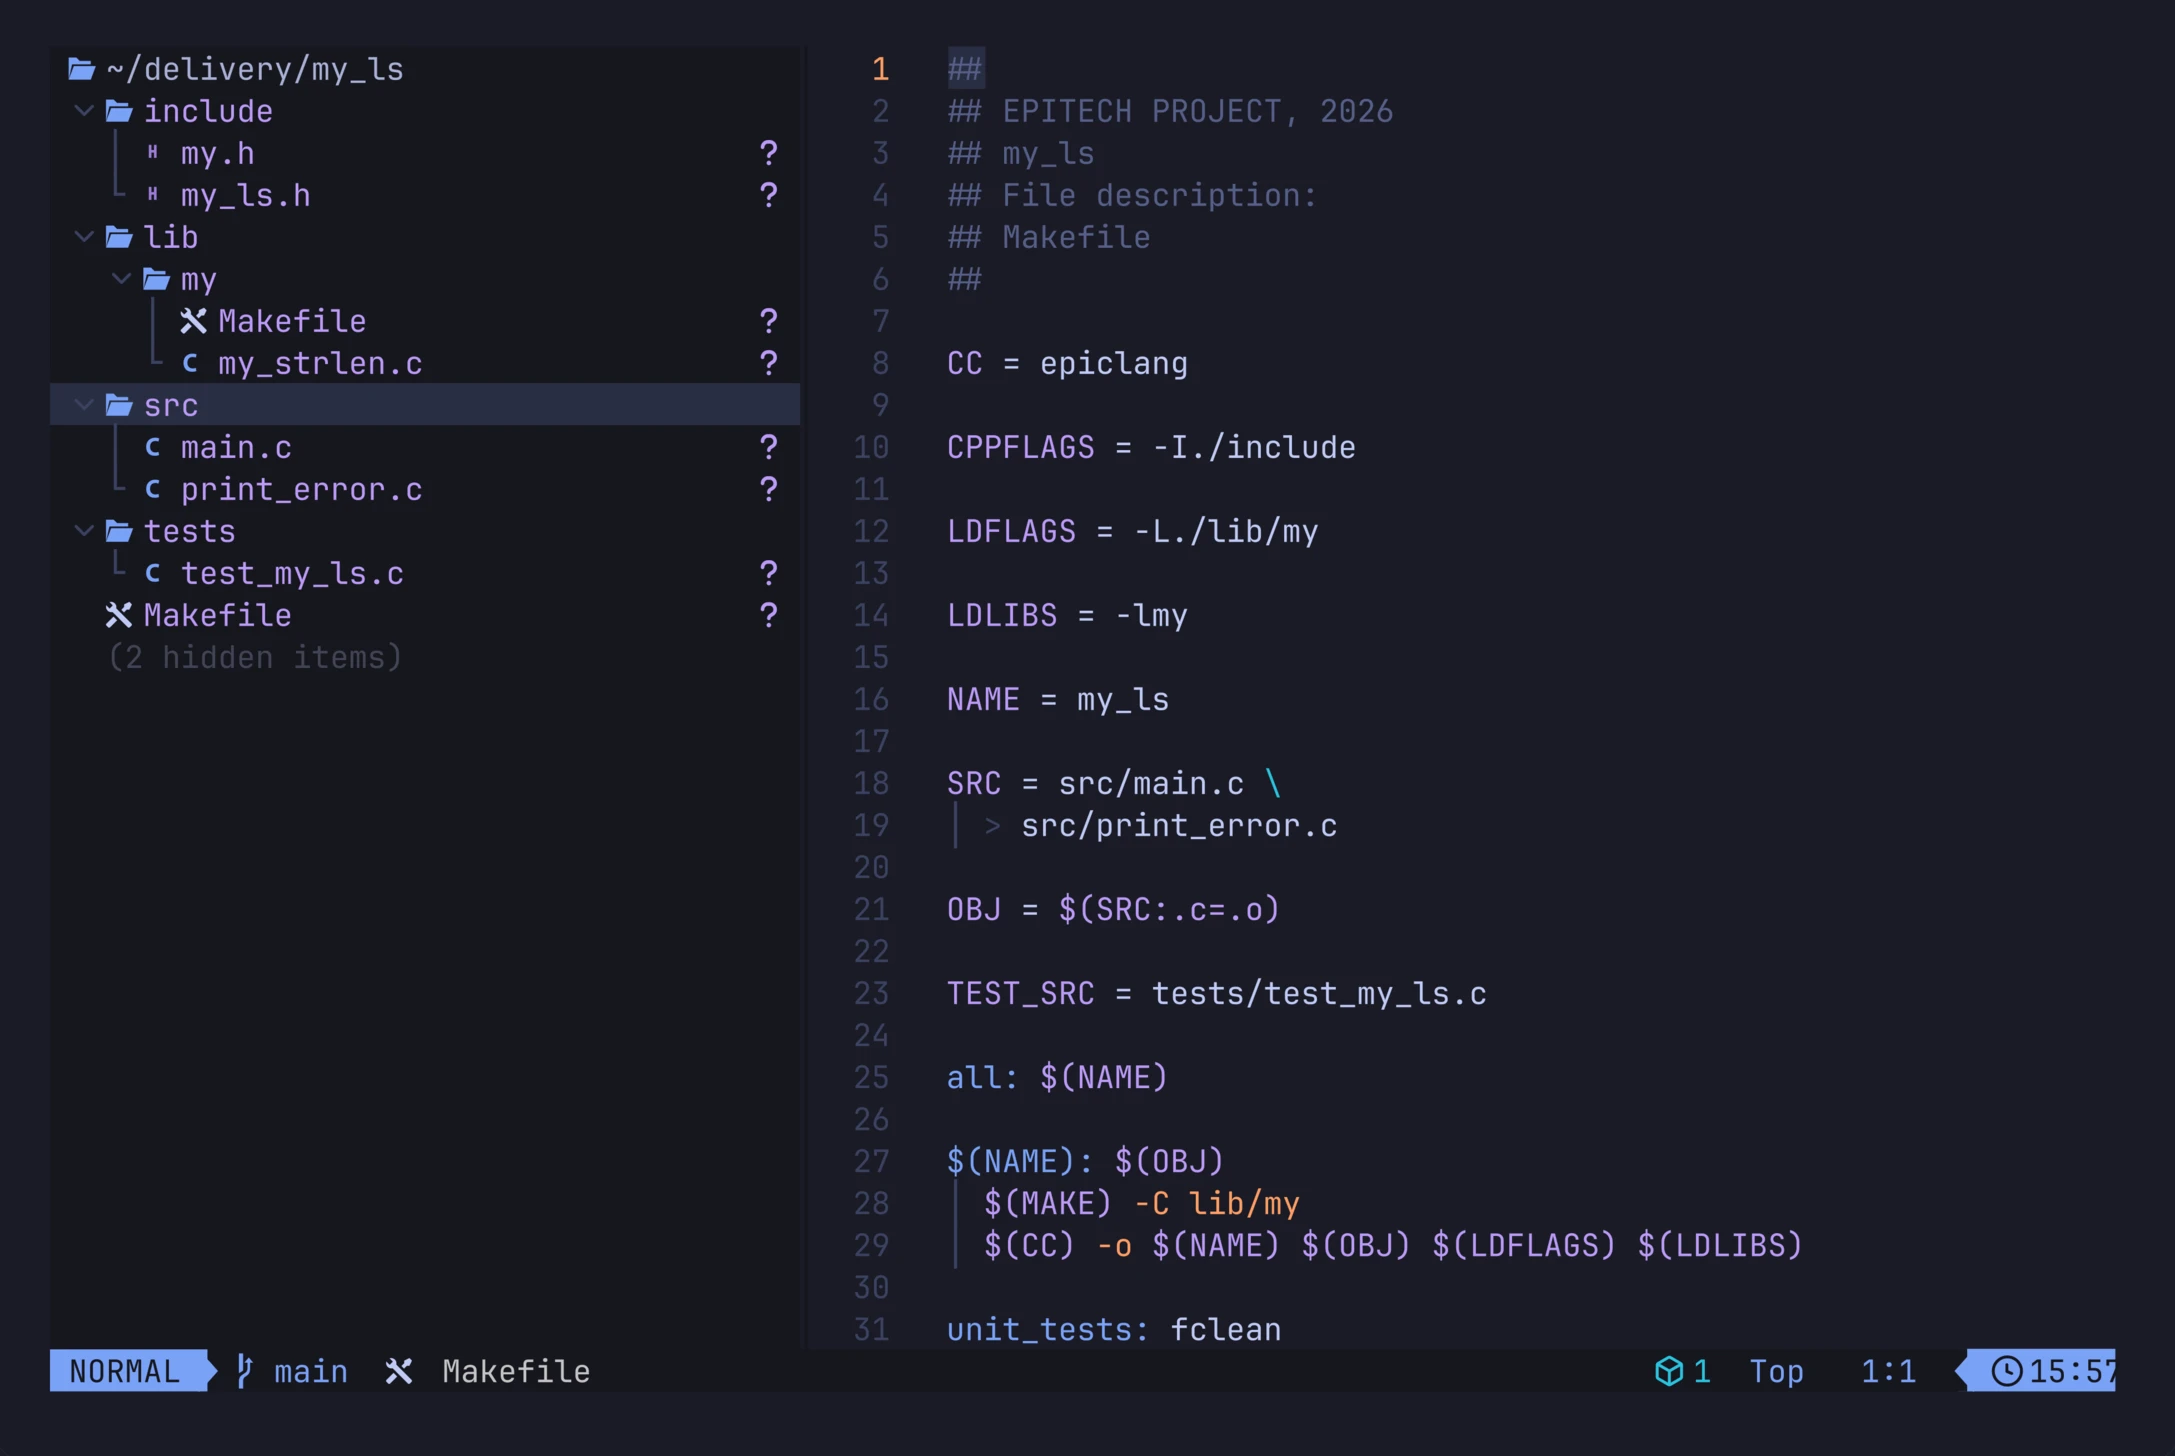 ~/delivery/my_ls
include
H my.h ?
H my_ls.h ?
lib
my
Makefile ?
C my_strlen.c ?
src
C main.c ?
C print_error.c ?
tests
C test_my_ls.c ?
Makefile ?
(2 hidden items)
1 ##
2 ## EPITECH PROJECT, 2026
3 ## my_ls
4 ## File description:
5 ## Makefile
6 ##
7
8 CC = epiclang
9
10 CPPFLAGS = -I./include
11
12 LDFLAGS = -L./lib/my
13
14 LDLIBS = -lmy
15
16 NAME = my_ls
17
18 SRC = src/main.c \
19 > src/print_error.c
20
21 OBJ = $(SRC:.c=.o)
22
23 TEST_SRC = tests/test_my_ls.c
24
25 all: $(NAME)
26
27 $(NAME): $(OBJ)
28 $(MAKE) -C lib/my
29 $(CC) -o $(NAME) $(OBJ) $(LDFLAGS) $(LDLIBS)
30
31 unit_tests: fclean
NORMAL main Makefile 1 Top 1:1 15:57